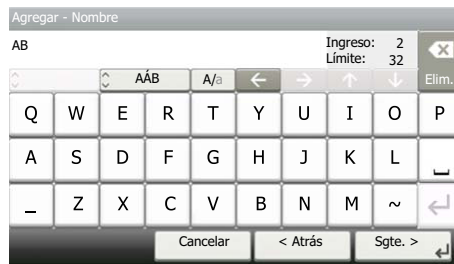 Agregar - Nombre
AB Ingreso: 2
Límite: 32
AÁB A/a ← → ↑ ↓ Elim.
Q W E R T Y U I O P
A S D F G H J K L
_ Z X C V B N M ~
Cancelar < Atrás Sgte. >